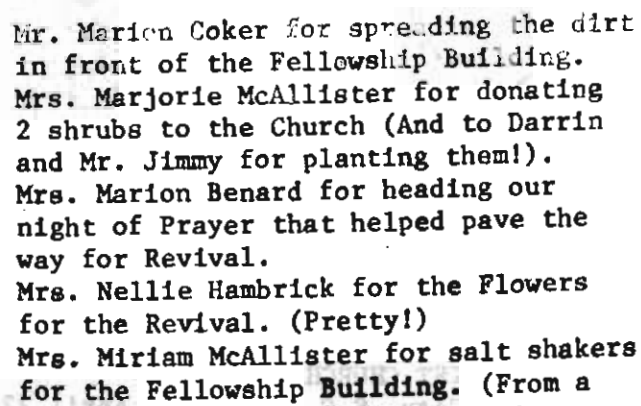 Mr. Marion Coker for spreading the dirt
in front of the Fellowship Building.
Mrs. Marjorie McAllister for donating
2 shrubs to the Church (And to Darrin
and Mr. Jimmy for planting them!).
Mrs. Marion Benard for heading our
night of Prayer that helped pave the
way for Revival.
Mrs. Nellie Hambrick for the Flowers
for the Revival. (Pretty!)
Mrs. Miriam McAllister for salt shakers
for the Fellowship Building. (From a